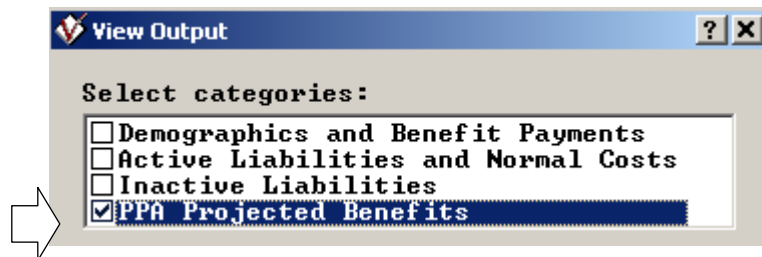 View Output
Select categories:
Demographics and Benefit Payments
Active Liabilities and Normal Costs
Inactive Liabilities
PPA Projected Benefits